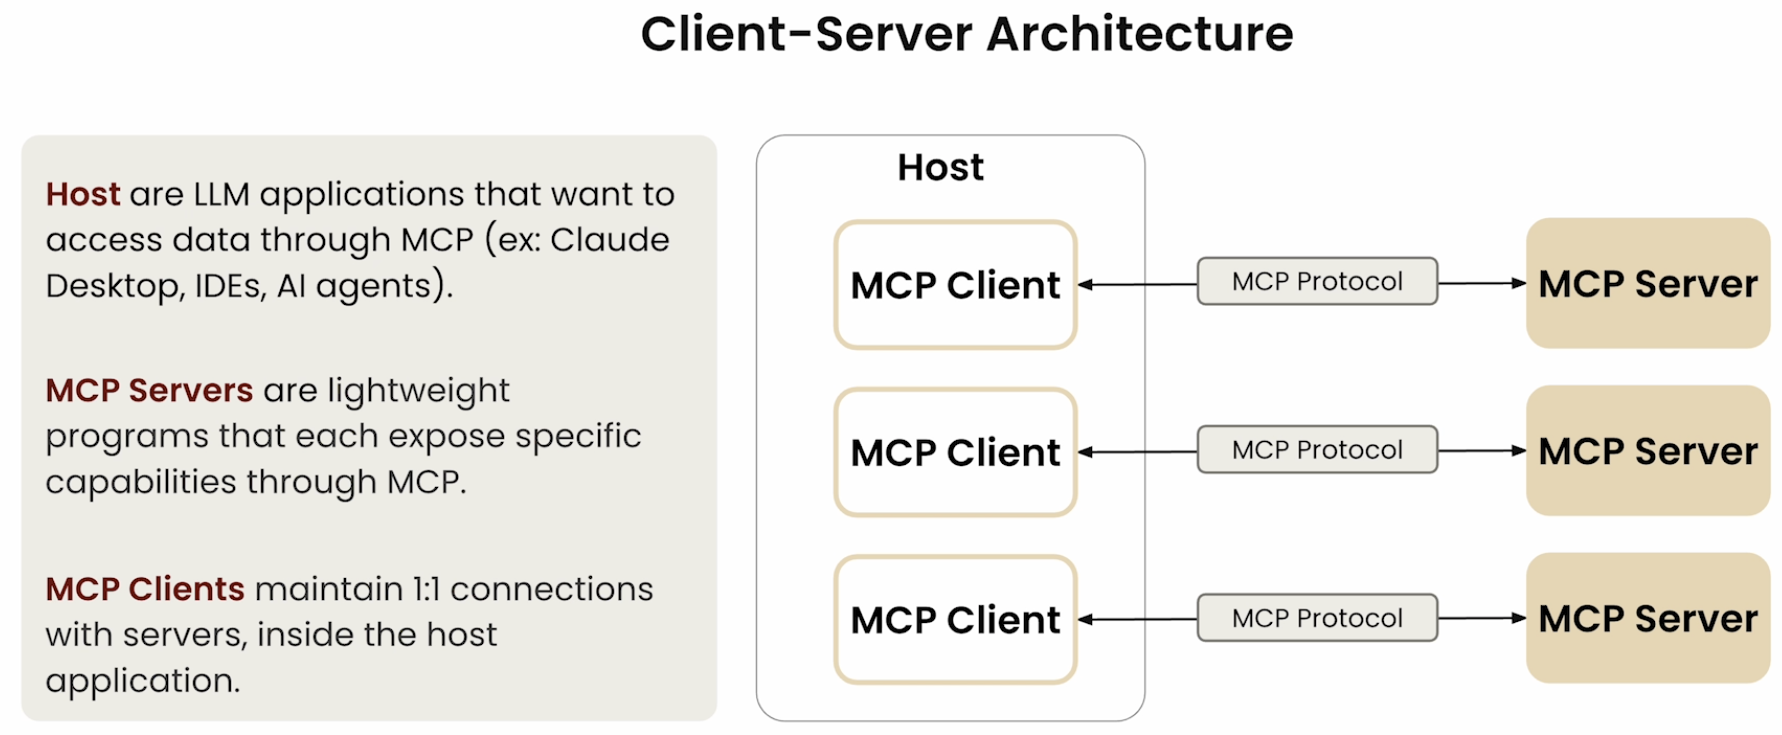 Client-Server Architecture
Host are LLM applications that want to
access data through MCP (ex: Claude
Desktop, IDEs, AI agents).
MCP Servers are lightweight
programs that each expose specific
capabilities through MCP.
MCP Clients maintain 1:1 connections
with servers, inside the host
application.
Host
MCP Client
MCP Protocol
MCP Server
MCP Client
MCP Protocol
MCP Server
MCP Client
MCP Protocol
MCP Server